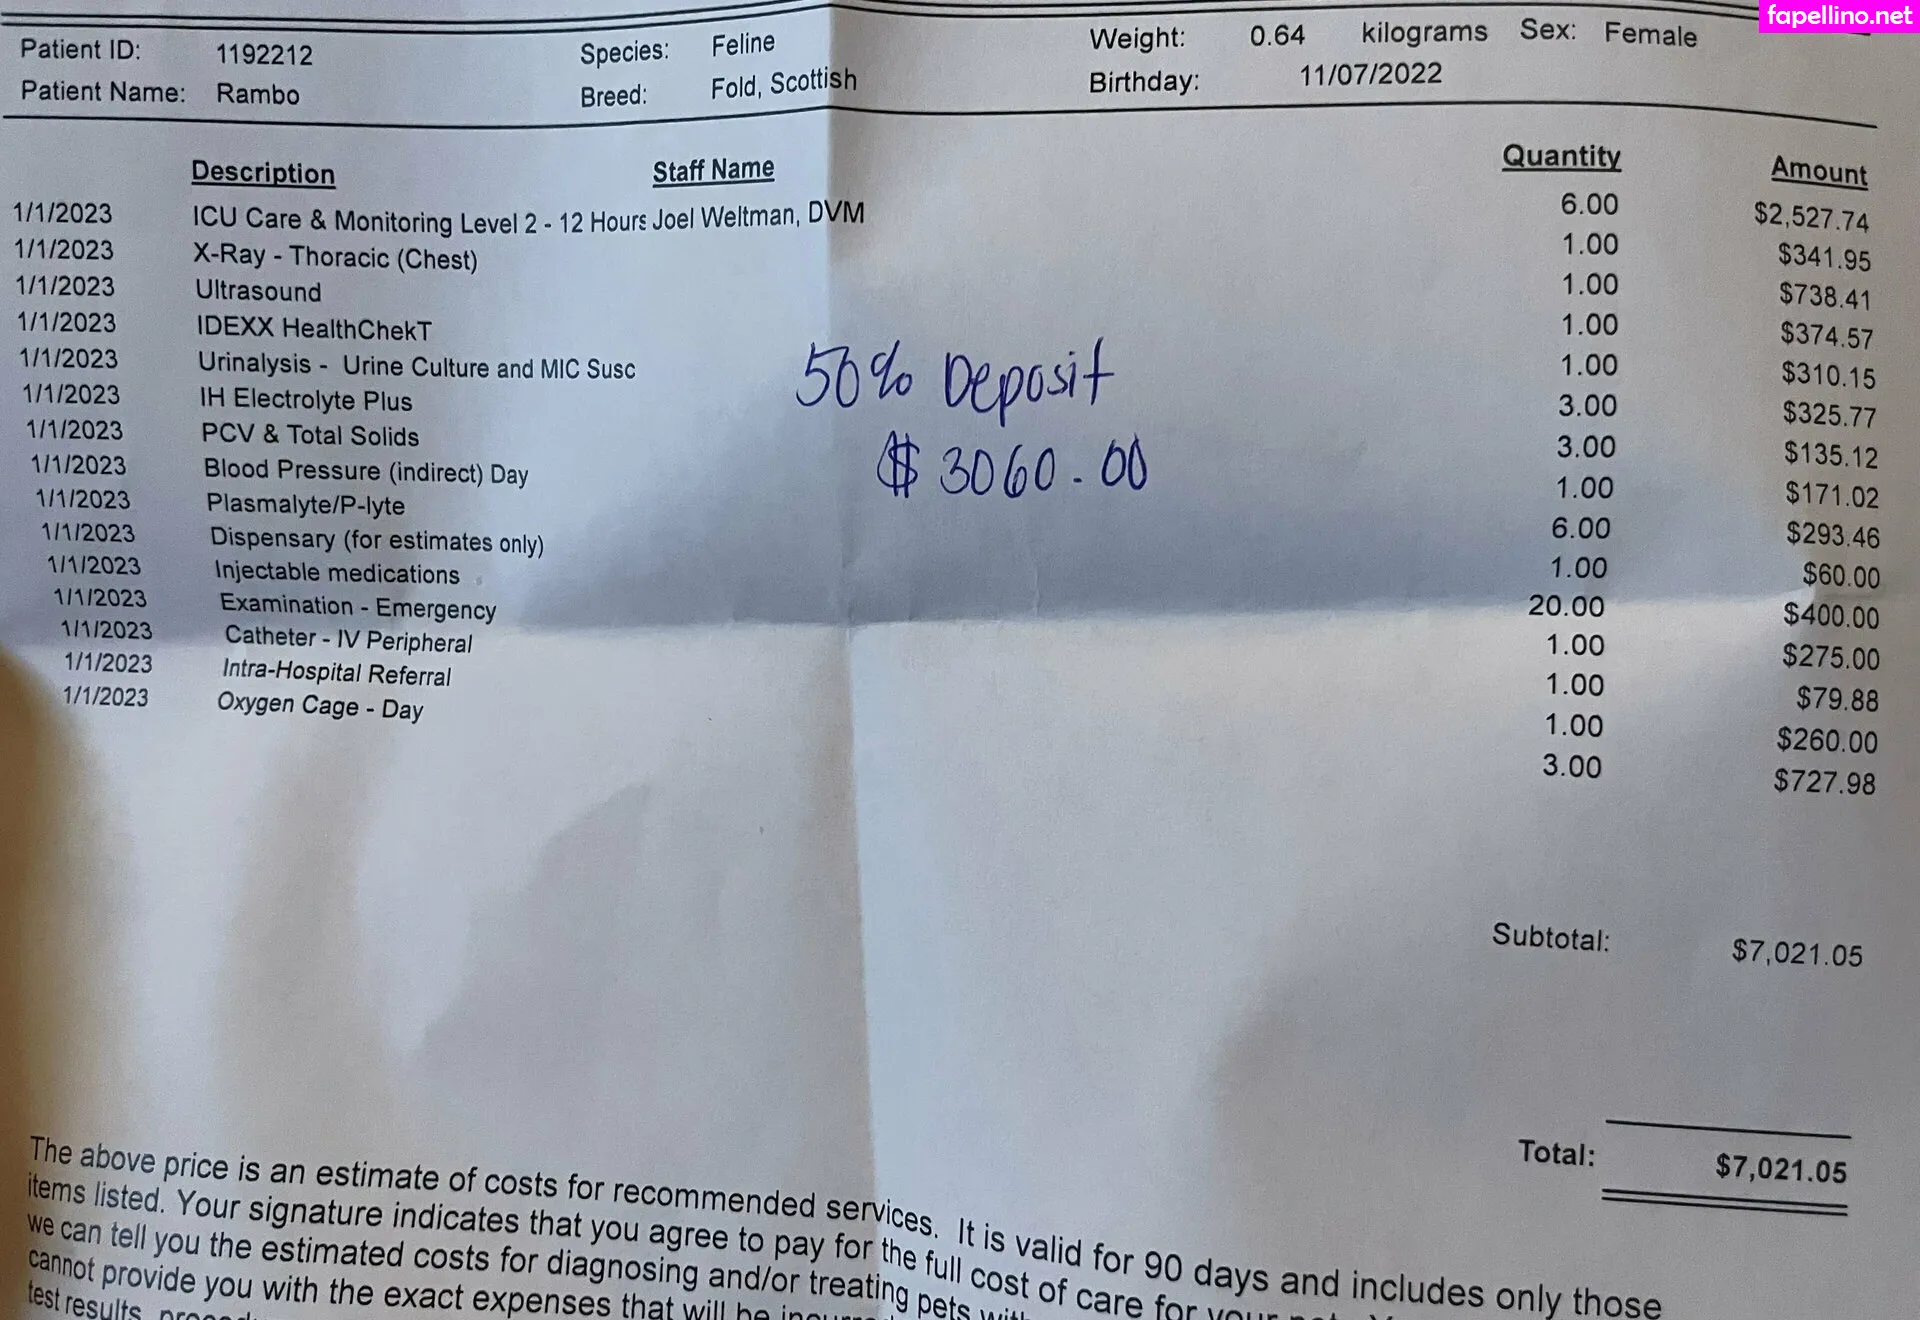 fapellino.net
Patient ID: 1192212 Species: Feline Weight: 0.64 kilograms Sex: Female
Patient Name: Rambo Breed: Fold, Scottish Birthday: 11/07/2022
Description Staff Name Quantity Amount
1/1/2023 ICU Care & Monitoring Level 2 - 12 Hours Joel Weltman, DVM 6.00 $2,527.74
1/1/2023 X-Ray - Thoracic (Chest) 1.00 $341.95
1/1/2023 Ultrasound 1.00 $738.41
1/1/2023 IDEXX HealthChekT 1.00 $374.57
1/1/2023 Urinalysis - Urine Culture and MIC Susc 1.00 $310.15
1/1/2023 IH Electrolyte Plus 3.00 $325.77
1/1/2023 PCV & Total Solids 3.00 $135.12
1/1/2023 Blood Pressure (indirect) Day 1.00 $171.02
1/1/2023 Plasmalyte/P-lyte 6.00 $293.46
1/1/2023 Dispensary (for estimates only) 1.00 $60.00
1/1/2023 Injectable medications 20.00 $400.00
1/1/2023 Examination - Emergency 1.00 $275.00
1/1/2023 Catheter - IV Peripheral 1.00 $79.88
1/1/2023 Intra-Hospital Referral 1.00 $260.00
1/1/2023 Oxygen Cage - Day 3.00 $727.98
50% Deposit
$ 3060.00
Subtotal: $7,021.05
Total: $7,021.05
The above price is an estimate of costs for recommended services. It is valid for 90 days and includes only those
items listed. Your signature indicates that you agree to pay for the full cost of care for your
we can tell you the estimated costs for diagnosing and/or treating pets
cannot provide you with the exact expenses that will be
test results,